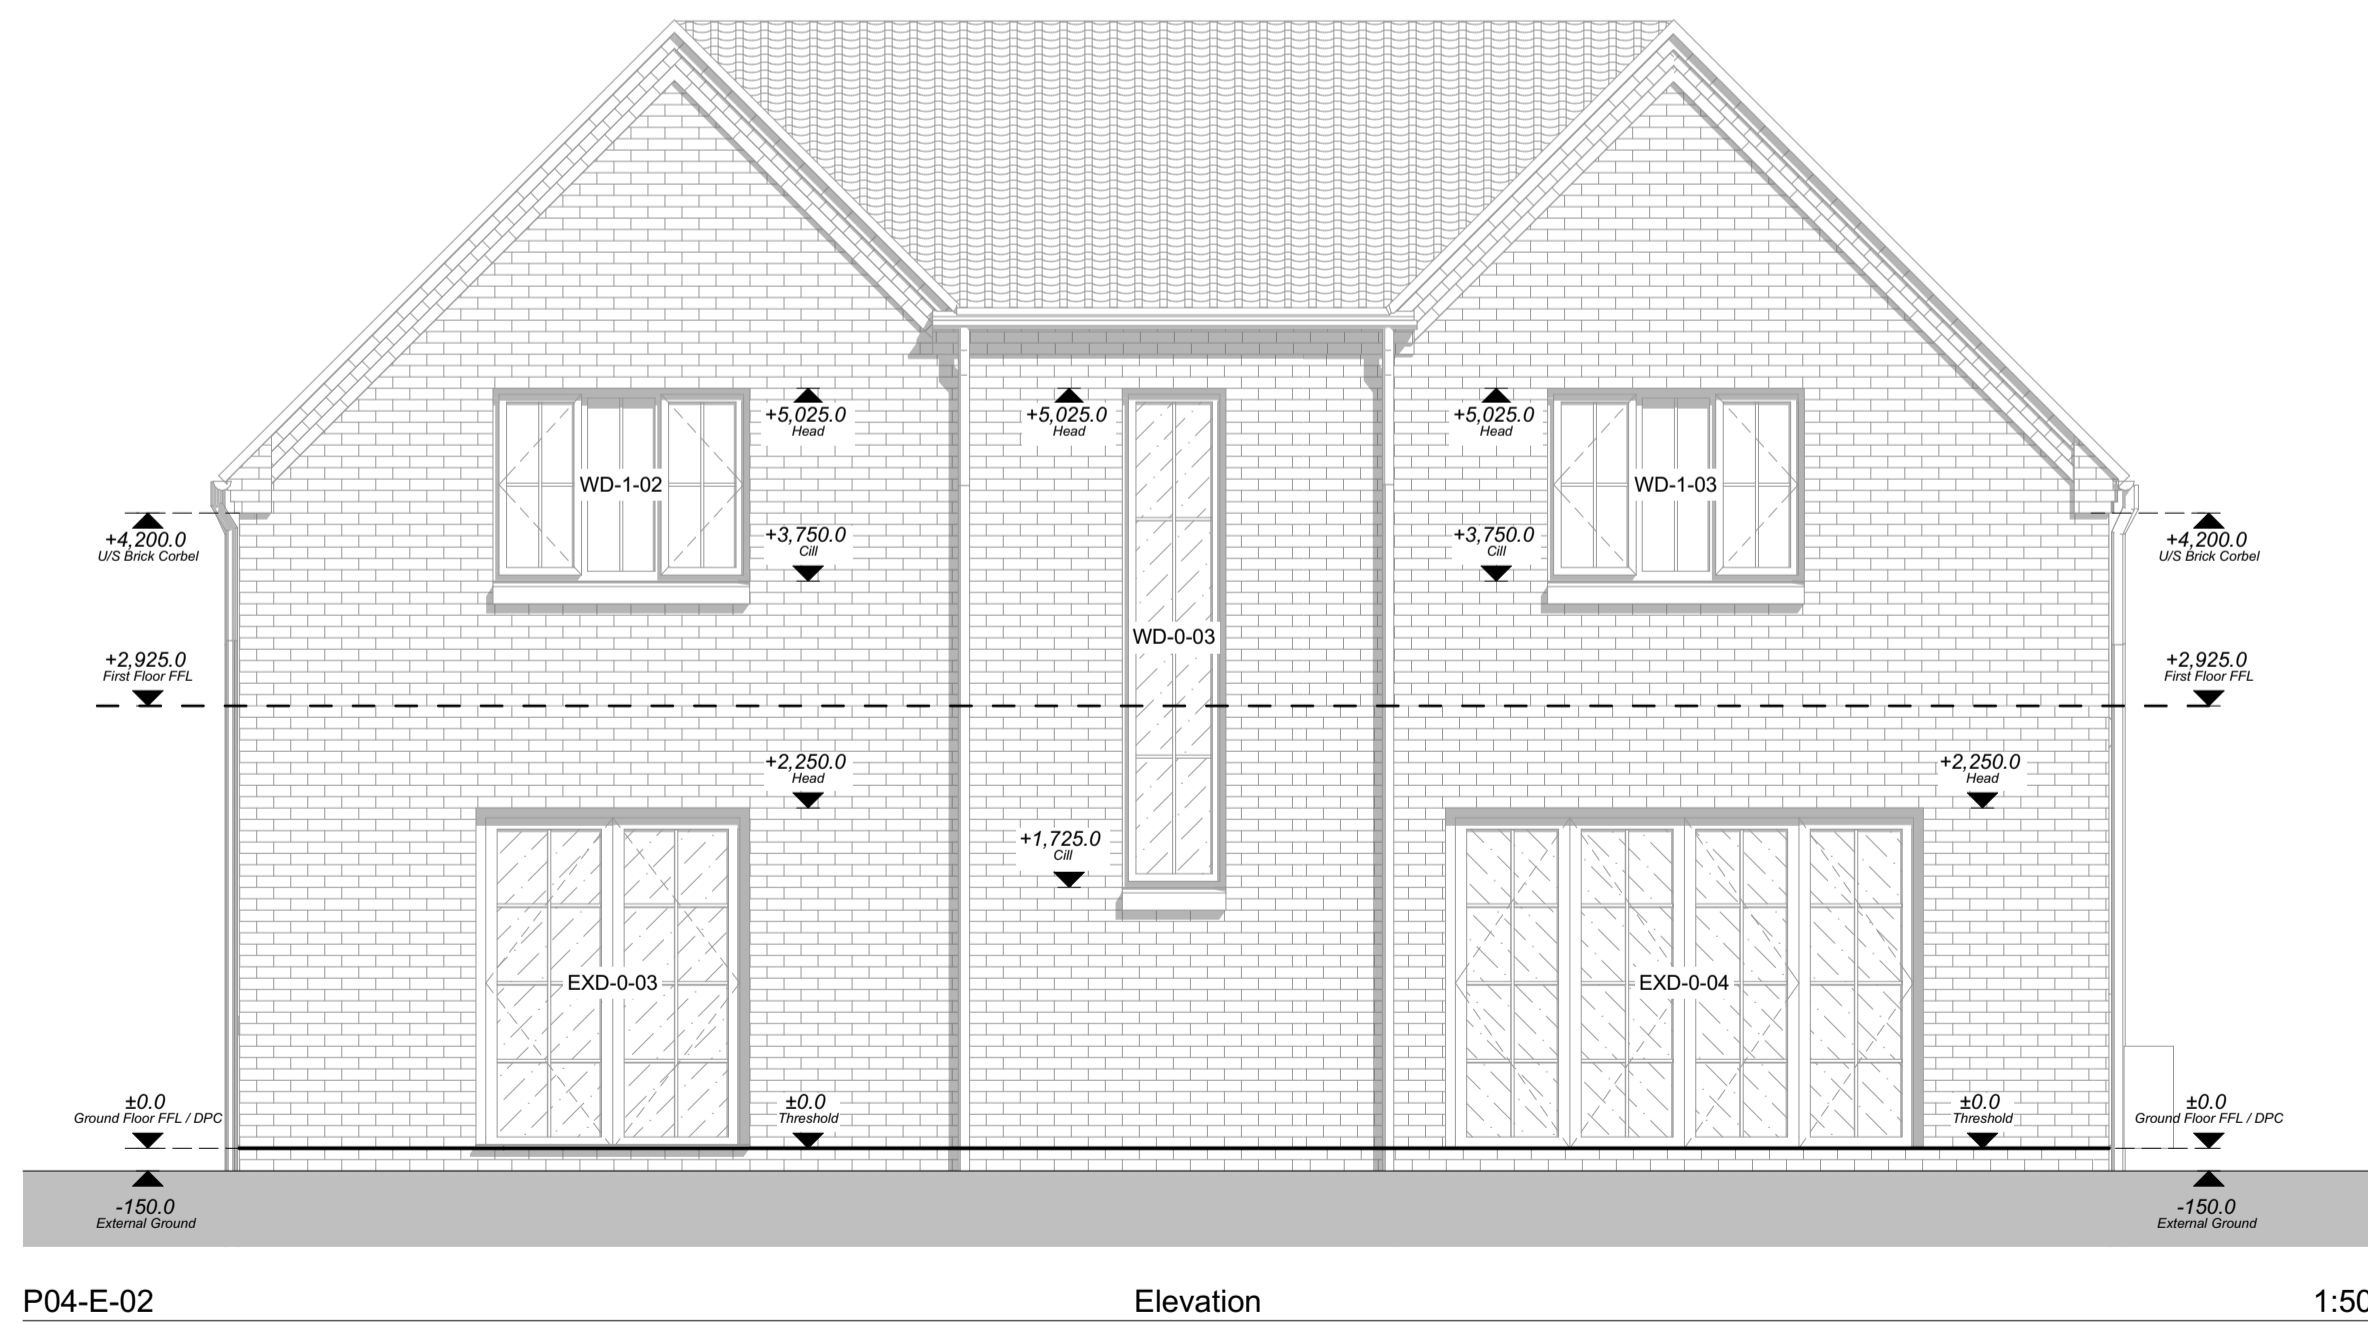 +5,025.0
Head
+5,025.0
Head
+5,025.0
Head
WD-1-02
WD-1-03
+4,200.0
U/S Brick Corbel
+3,750.0
Cill
+3,750.0
Cill
+4,200.0
U/S Brick Corbel
WD-0-03
+2,925.0
First Floor FFL
+2,925.0
First Floor FFL
+2,250.0
Head
+2,250.0
Head
+1,725.0
Cill
EXD-0-03
EXD-0-04
±0.0
Ground Floor FFL / DPC
±0.0
Threshold
±0.0
Threshold
±0.0
Ground Floor FFL / DPC
-150.0
External Ground
-150.0
External Ground
P04-E-02
Elevation
1:50